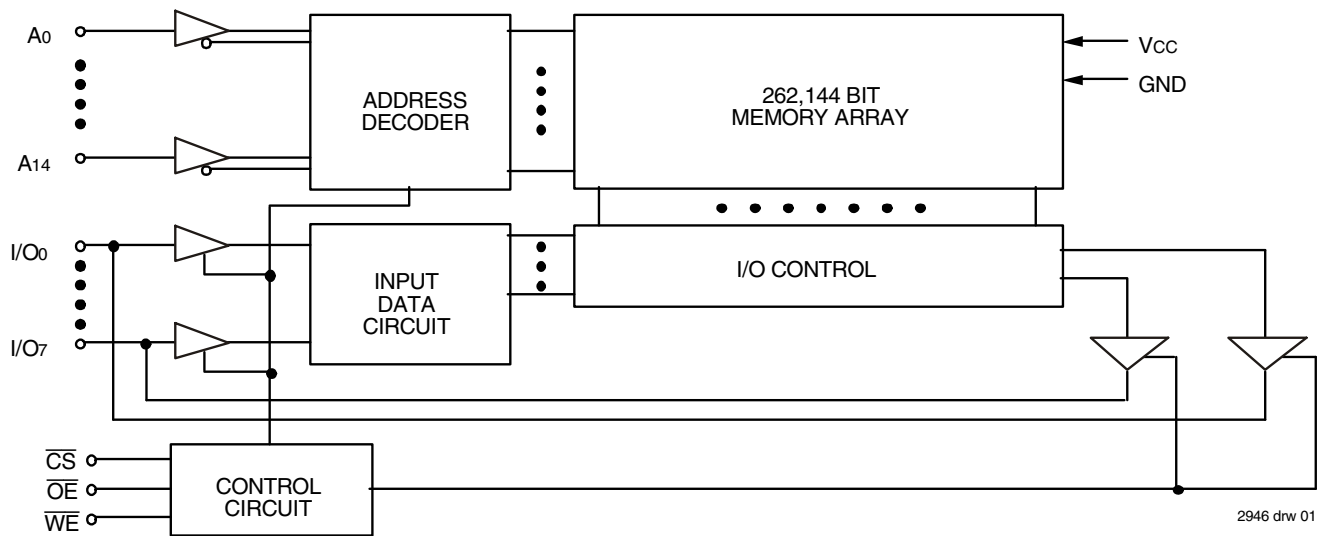 A0
VCC
GND
ADDRESS
DECODER
262,144 BIT
MEMORY ARRAY
A14
I/O0
INPUT
DATA
CIRCUIT
I/O CONTROL
I/O7
CS
OE
WE
CONTROL
CIRCUIT
2946 drw 01